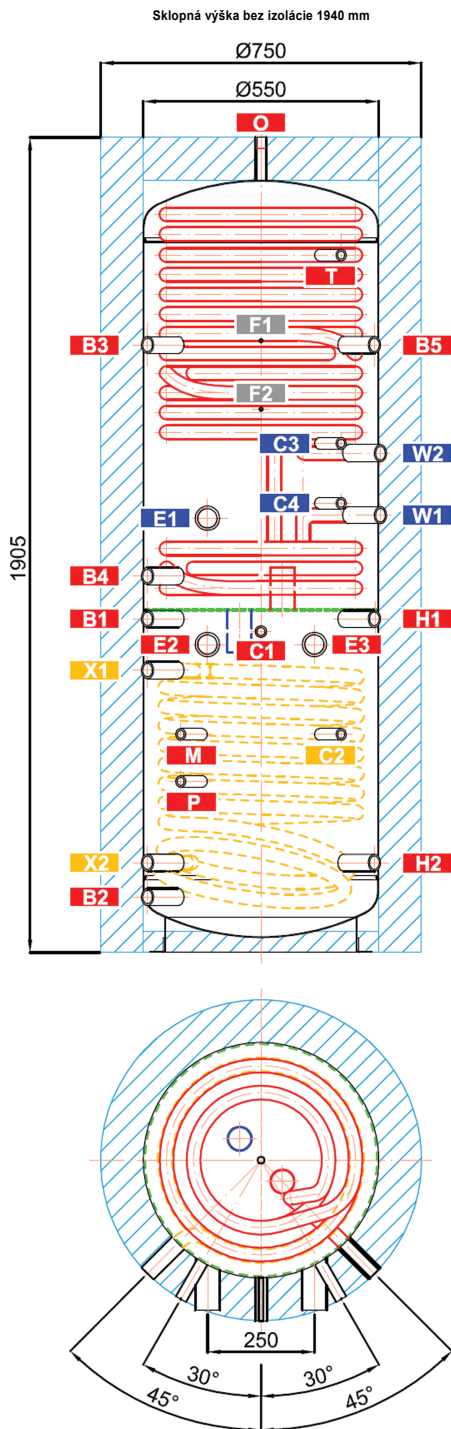 Sklopná výška bez izolácie 1940 mm
Ø750
Ø550
O
T
F1
B3
B5
F2
C3
W2
C4
E1
W1
1905
B4
B1
H1
E2
C1
E3
X1
M
C2
P
X2
H2
B2
250
30°
30°
45°
45°